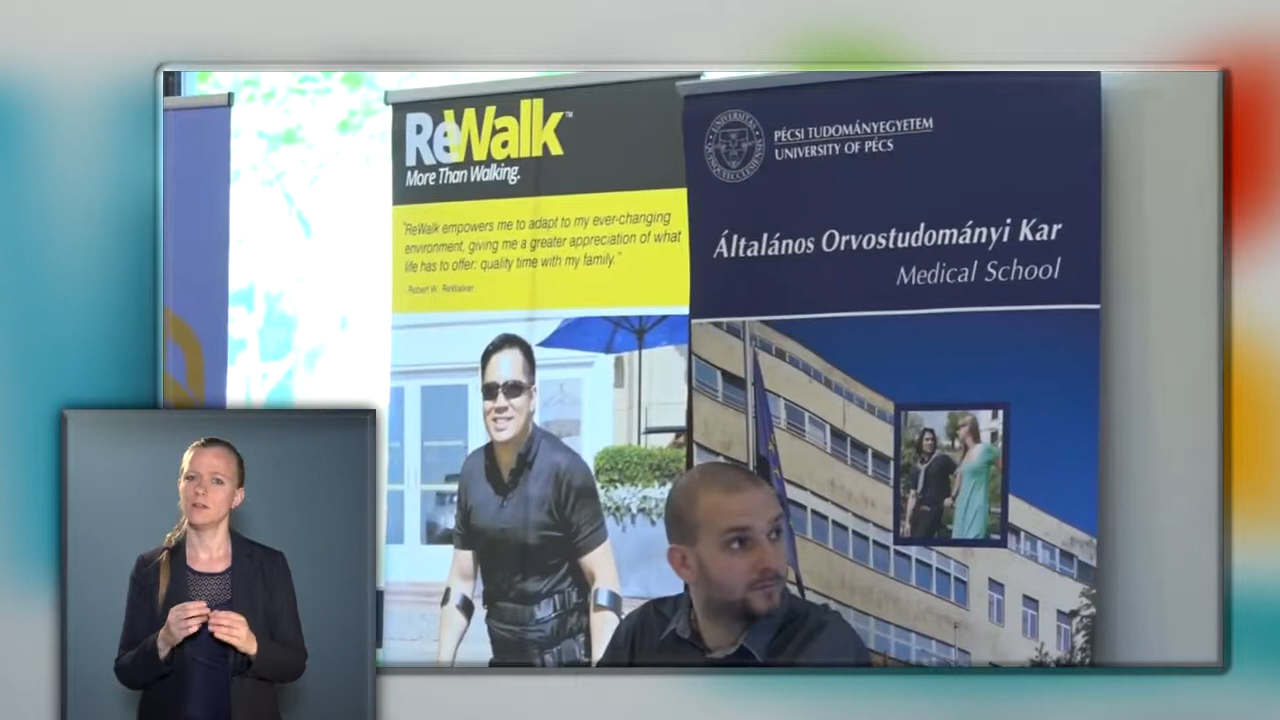 ReWalk™
More Than Walking.
"ReWalk empowers me to adapt to my ever-changing
environment, giving me a greater appreciation of what
life has to offer: quality time with my family."
- Robert W. ReWalker
PÉCSI TUDOMÁNYEGYETEM
UNIVERSITY OF PÉCS
Általános Orvostudományi Kar
Medical School